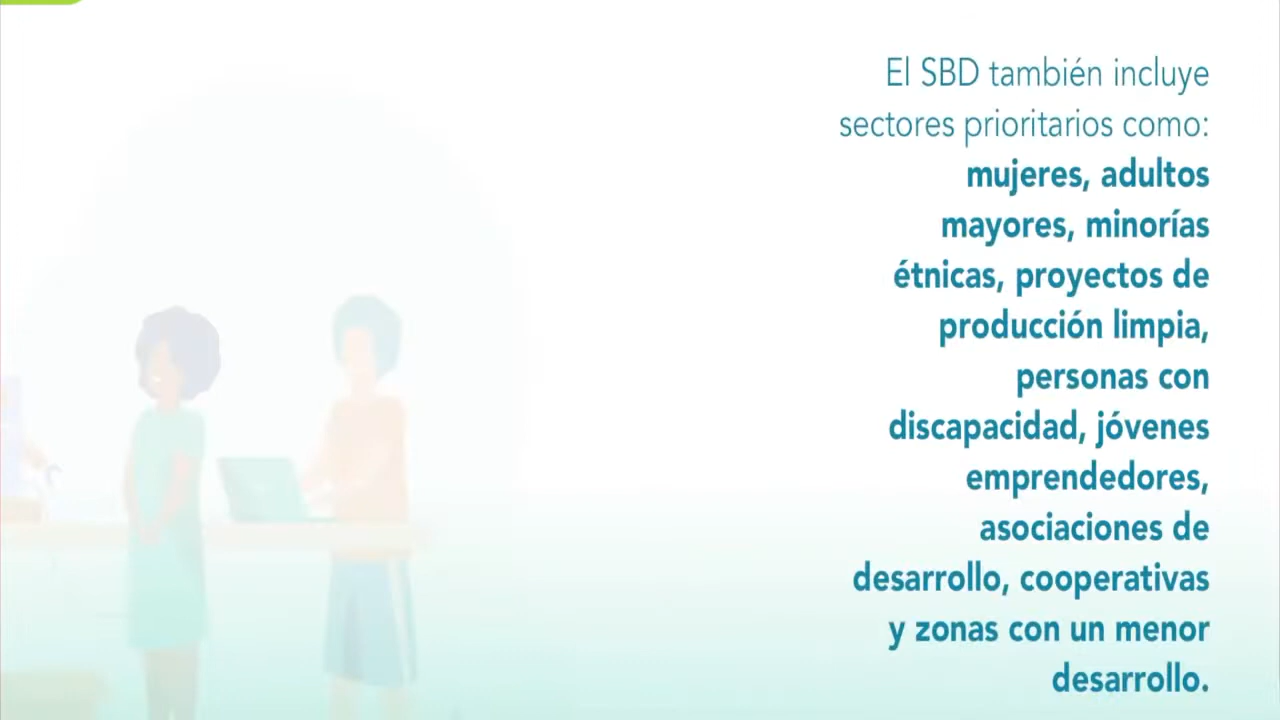 El SBD también incluye
sectores prioritarios como:
mujeres, adultos
mayores, minorías
étnicas, proyectos de
producción limpia,
personas con
discapacidad, jóvenes
emprendedores,
asociaciones de
desarrollo, cooperativas
y zonas con un menor
desarrollo.